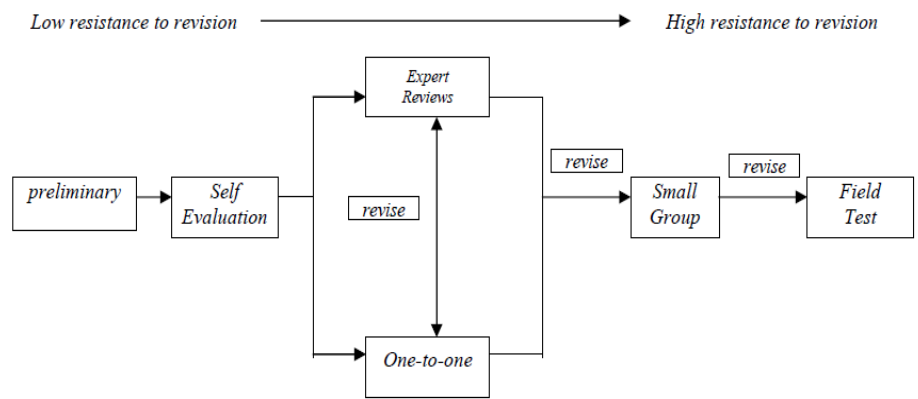 Low resistance to revision
High resistance to revision
Expert
Reviews
revise
revise
preliminary
Self
Evaluation
revise
Small
Group
Field
Test
One-to-one